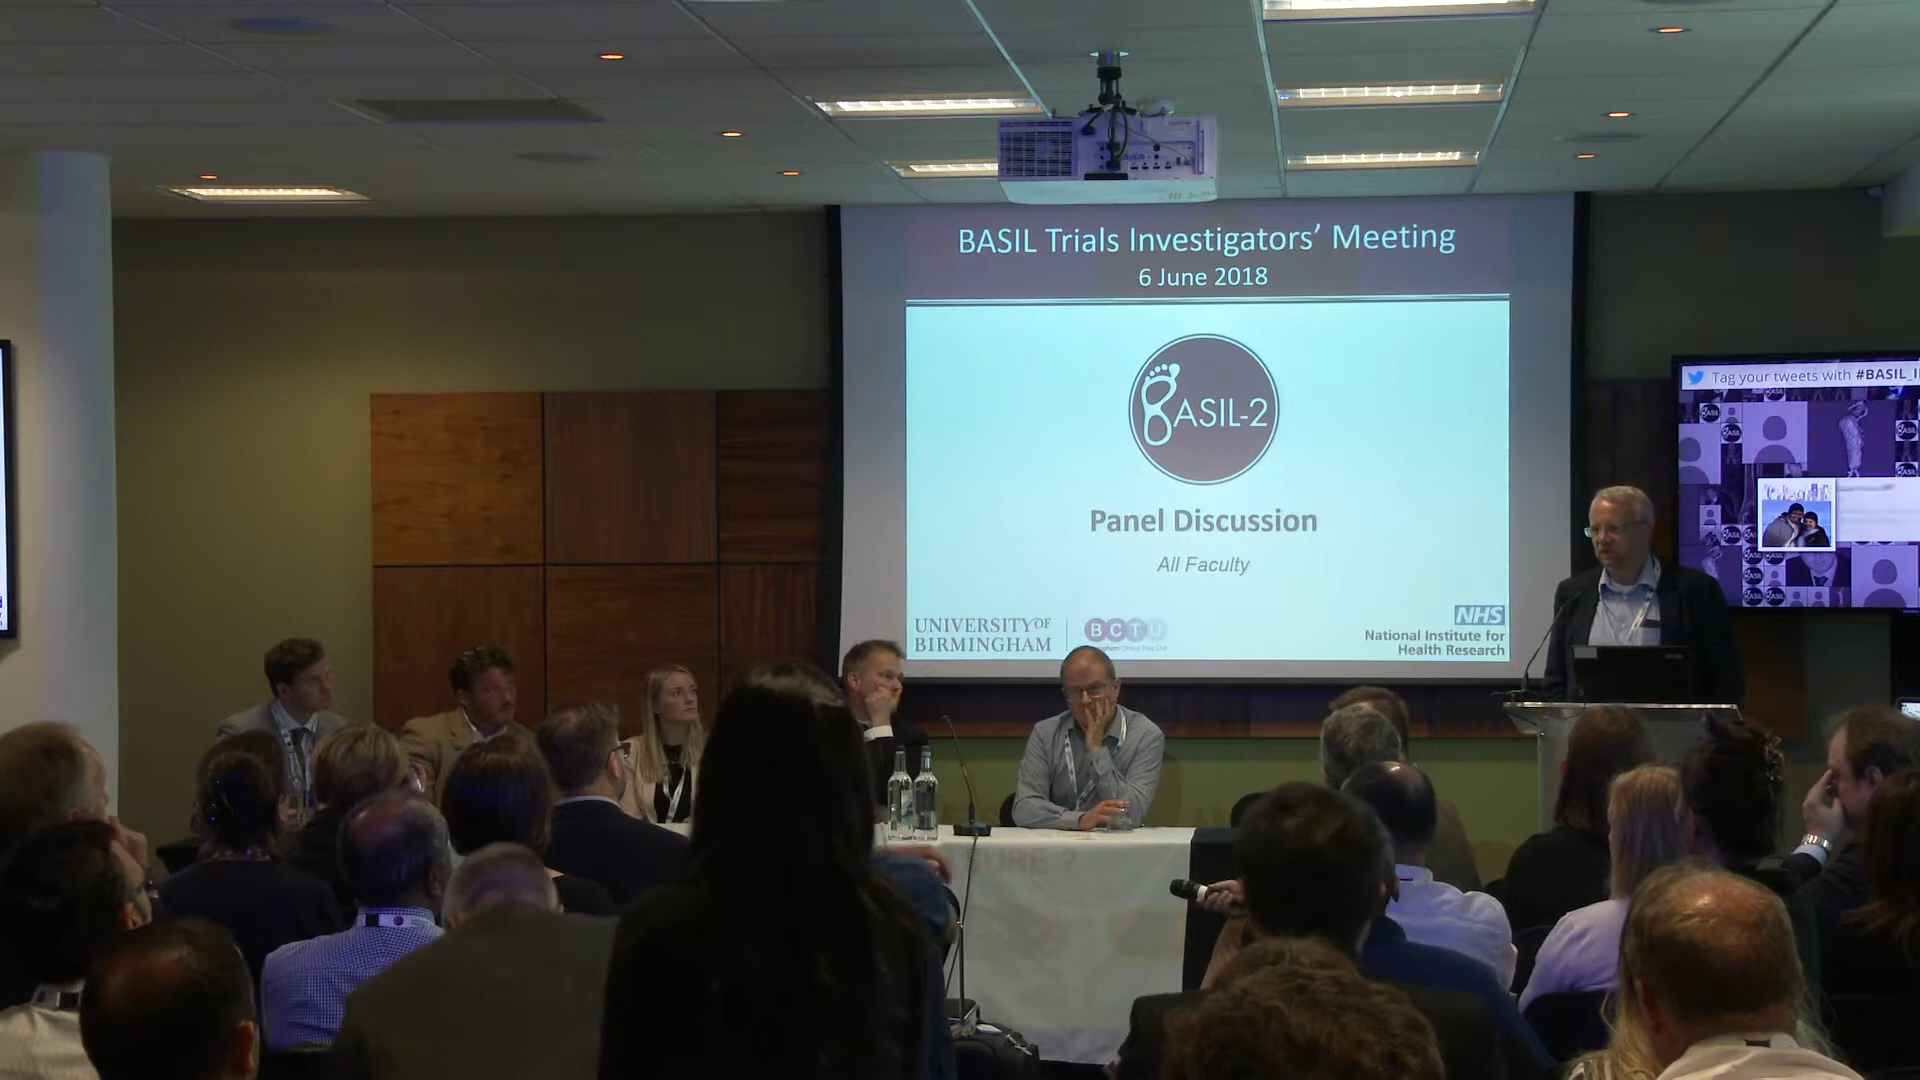 BASIL Trials Investigators’ Meeting
6 June 2018
BASIL-2
Panel Discussion
All Faculty
UNIVERSITY OF
BIRMINGHAM
BCTU
NHS
National Institute for
Health Research
Tag your tweets with #BASIL_I